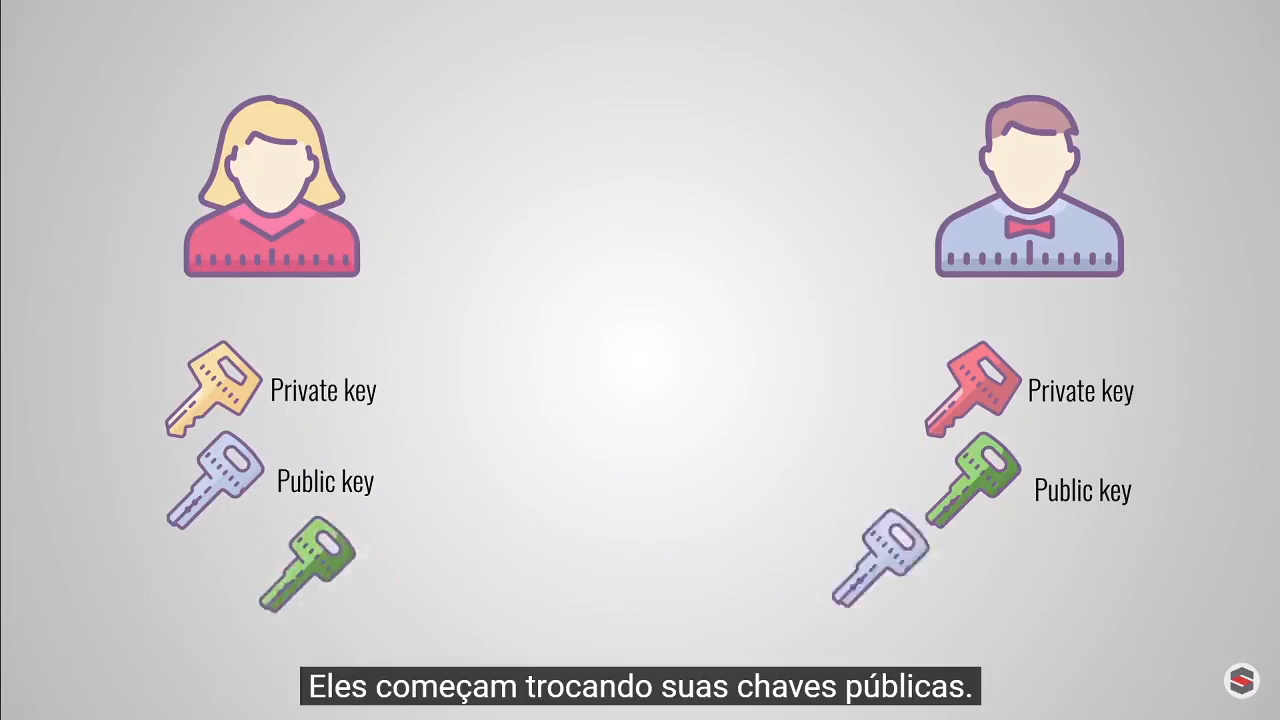 Private key
Private key
Public key
Public key
Eles começam trocando suas chaves públicas.